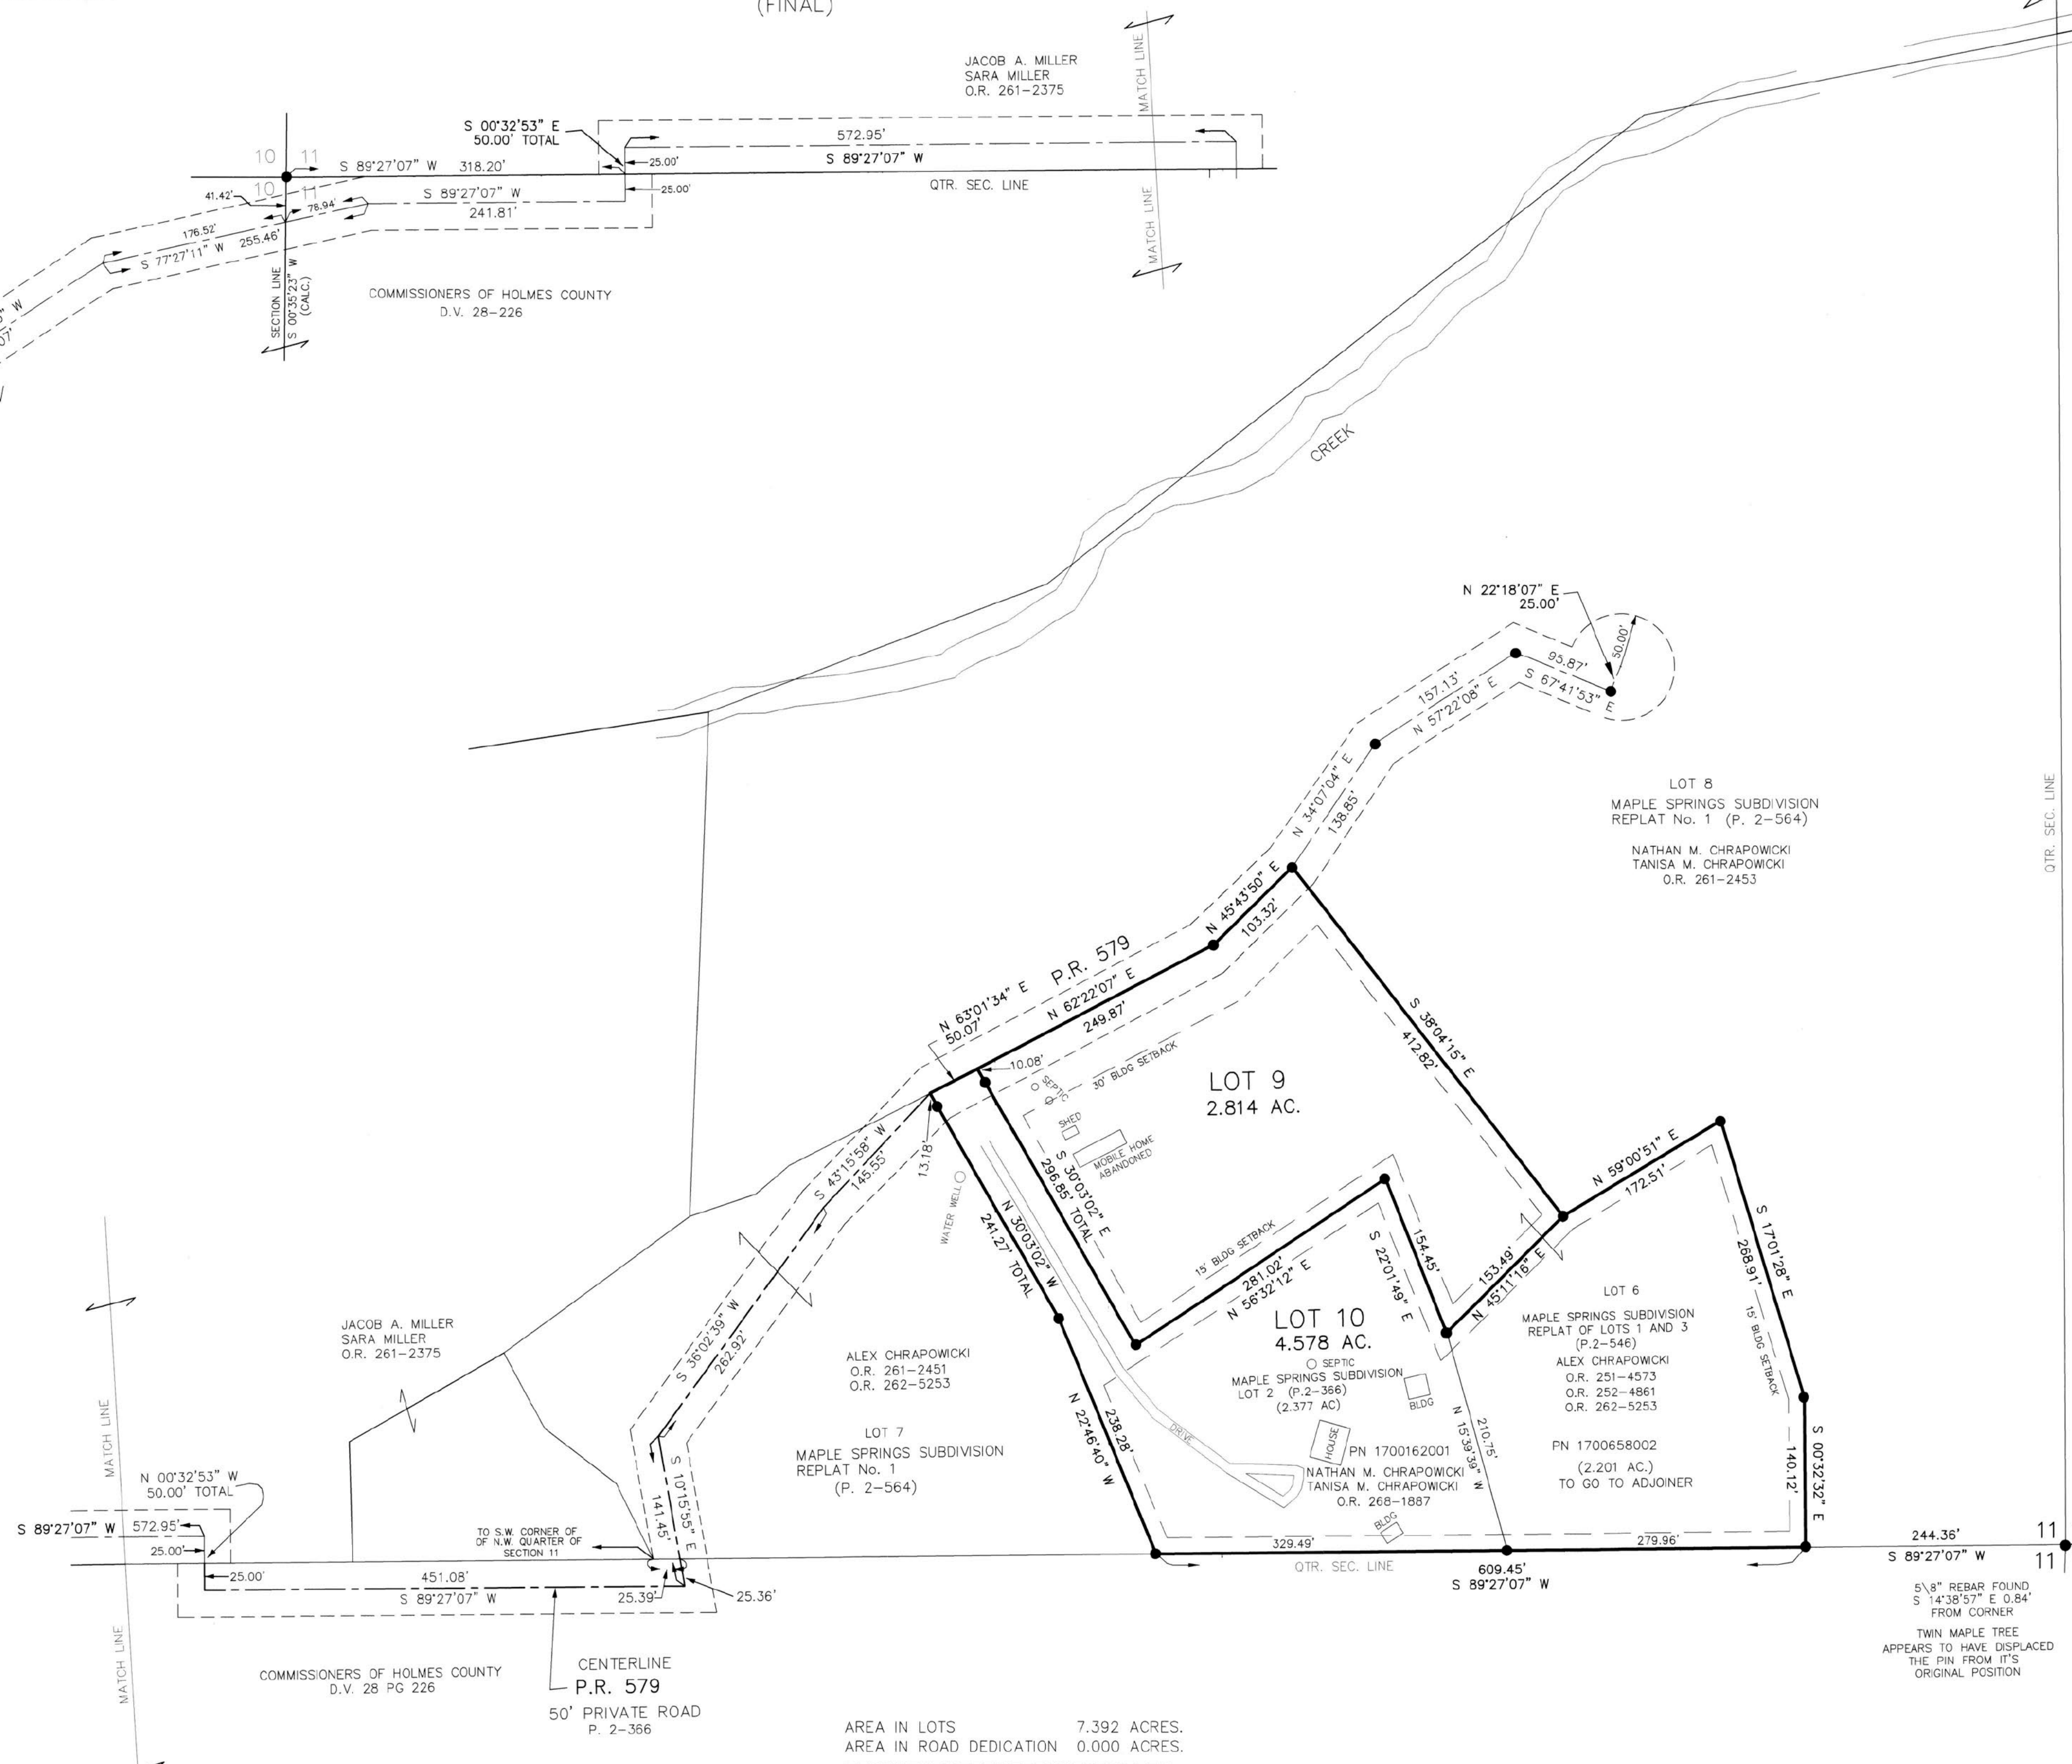 (FINAL)
JACOB A. MILLER
SARA MILLER
O.R. 261-2375
MATCH LINE
MATCH LINE
S 00°32'53" E
50.00' TOTAL
572.95'
S 89°27'07" W
25.00'
25.00'
QTR. SEC. LINE
10 11
10 11
S 89°27'07" W 318.20'
S 89°27'07" W
241.81'
41.42'
78.94'
176.52'
S 77°27'11" W 255.46'
SECTION LINE
S 00°35'23" W
(CALC.)
COMMISSIONERS OF HOLMES COUNTY
D.V. 28-226
CREEK
N 22°18'07" E
25.00'
50.00'
95.87'
S 67°41'53" E
157.13'
N 57°22'08" E
N 34°07'04" E
138.85'
LOT 8
MAPLE SPRINGS SUBDIVISION
REPLAT No. 1 (P. 2-564)
NATHAN M. CHRAPOWICKI
TANISA M. CHRAPOWICKI
O.R. 261-2453
QTR. SEC. LINE
N 45°43'50" E
103.32'
P.R. 579
N 63°01'34" E
50.07'
N 62°22'07" E
249.87'
10.08'
30' BLDG SETBACK
SEPTIC
SHED
MOBILE HOME
ABANDONED
LOT 9
2.814 AC.
S 38°04'15" E
412.82'
S 43°15'58" W
145.55'
13.18'
WATER WELL
S 30°03'02" E
296.85' TOTAL
N 30°03'02" W
241.27' TOTAL
15' BLDG SETBACK
281.02'
N 56°32'12" E
154.45'
S 22°01'49" E
153.49'
N 45°11'16" E
N 59°00'51" E
172.51'
S 17°01'28" E
268.91'
15' BLDG SETBACK
S 36°02'39" W
262.92'
JACOB A. MILLER
SARA MILLER
O.R. 261-2375
ALEX CHRAPOWICKI
O.R. 261-2451
O.R. 262-5253
LOT 7
MAPLE SPRINGS SUBDIVISION
REPLAT No. 1
(P. 2-564)
N 22°46'40" W
238.28'
DRIVE
LOT 10
4.578 AC.
SEPTIC
MAPLE SPRINGS SUBDIVISION
LOT 2 (P.2-366)
(2.377 AC)
BLDG
HOUSE
PN 1700162001
NATHAN M. CHRAPOWICKI
TANISA M. CHRAPOWICKI
O.R. 268-1887
BLDG
210.75'
N 15°39'39" W
LOT 6
MAPLE SPRINGS SUBDIVISION
REPLAT OF LOTS 1 AND 3
(P.2-546)
ALEX CHRAPOWICKI
O.R. 251-4573
O.R. 252-4861
O.R. 262-5253
PN 1700658002
(2.201 AC.)
TO GO TO ADJOINER
S 00°32'32" E
140.12'
MATCH LINE
MATCH LINE
N 00°32'53" W
50.00' TOTAL
S 89°27'07" W 572.95'
25.00'
25.00'
451.08'
S 89°27'07" W
TO S.W. CORNER OF
OF N.W. QUARTER OF
SECTION 11
S 10°15'55" E
141.45'
25.39'
25.36'
329.49'
QTR. SEC. LINE
279.96'
609.45'
S 89°27'07" W
244.36'
S 89°27'07" W
11
11
5\8" REBAR FOUND
S 14°38'57" E 0.84'
FROM CORNER
TWIN MAPLE TREE
APPEARS TO HAVE DISPLACED
THE PIN FROM IT'S
ORIGINAL POSITION
COMMISSIONERS OF HOLMES COUNTY
D.V. 28 PG 226
CENTERLINE
P.R. 579
50' PRIVATE ROAD
P. 2-366
AREA IN LOTS 7.392 ACRES.
AREA IN ROAD DEDICATION 0.000 ACRES.